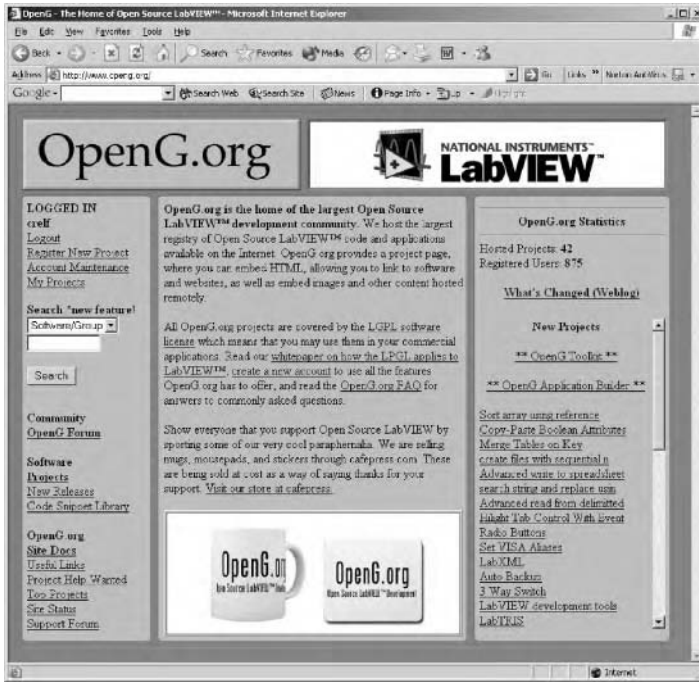 OpenG - The Home of Open Source LabVIEW™ - Microsoft Internet Explorer
File Edit View Favorites Tools Help
Back Search Favorites Media
Address http://www.openg.org/ Go Links » Norton AntiVirus
Google - Search Web Search Site News Page Info - Up -
OpenG.org
NATIONAL INSTRUMENTS™
LabVIEW™
LOGGED IN
crelf
Logout
Register New Project
Account Maintenance
My Projects
Search *new feature!
Software/Group
Search
Community
OpenG Forum
Software
Projects
New Releases
Code Snippet Library
OpenG.org
Site Docs
Useful Links
Project Help Wanted
Top Projects
Site Status
Support Forum
OpenG.org is the home of the largest Open Source
LabVIEW™ development community. We host the largest
registry of Open Source LabVIEW™ code and applications
available on the Internet. OpenG.org provides a project page,
where you can embed HTML, allowing you to link to software
and websites, as well as embed images and other content hosted
remotely.
All OpenG.org projects are covered by the LGPL software
license which means that you may use them in your commercial
applications. Read our whitepaper on how the LPGL applies to
LabVIEW™, create a new account to use all the features
OpenG.org has to offer, and read the OpenG.org FAQ for
answers to commonly asked questions.
Show everyone that you support Open Source LabVIEW by
sporting some of our very cool paraphernalia. We are selling
mugs, mousepads, and stickers through cafepress.com. These
are being sold at cost as a way of saying thanks for your
support. Visit our store at cafepress.
OpenG.org
Open Source LabVIEW™
OpenG.org
Open Source LabVIEW™ Development
OpenG.org Statistics
Hosted Projects: 42
Registered Users: 875
What's Changed (Weblog)
New Projects
** OpenG Toolkit **
** OpenG Application Builder **
Sort array using reference
Copy-Paste Boolean Attributes
Merge Tables on Key
create files with sequential n
Advanced write to spreadsheet
search string and replace usin
Advanced read from delimitted
Hilight Tab Control With Event
Radio Buttons
Set VISA Aliases
LabXML
Auto Backup
3 Way Switch
LabVIEW development tools
LabTRIS
Internet